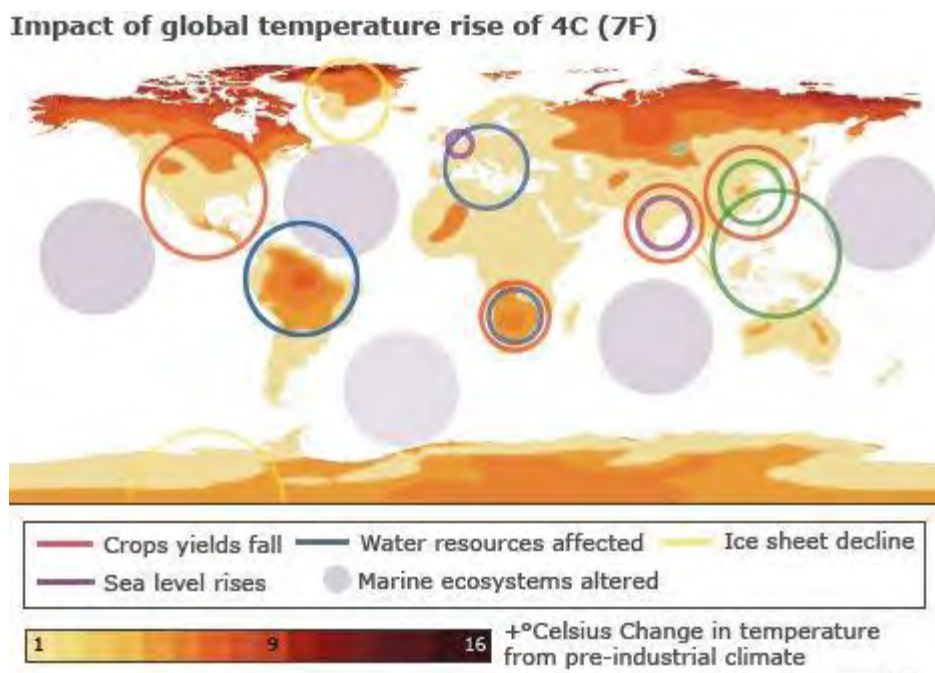 Impact of global temperature rise of 4C (7F)
Crops yields fall
Water resources affected
Ice sheet decline
Sea level rises
Marine ecosystems altered
1
9
16
+°Celsius Change in temperature
from pre-industrial climate